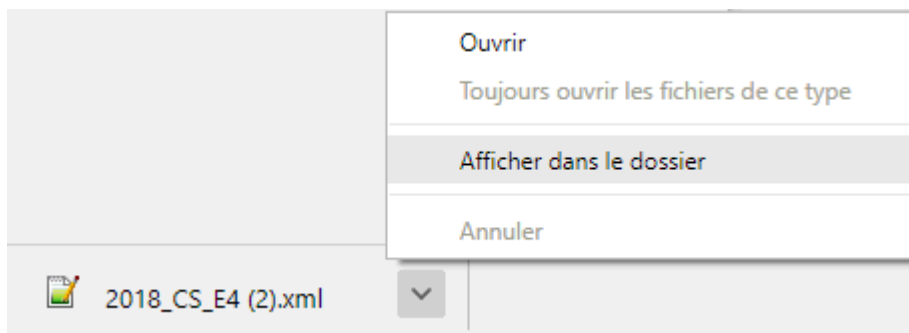 Ouvrir
Toujours ouvrir les fichiers de ce type
Afficher dans le dossier
Annuler
2018_CS_E4 (2).xml